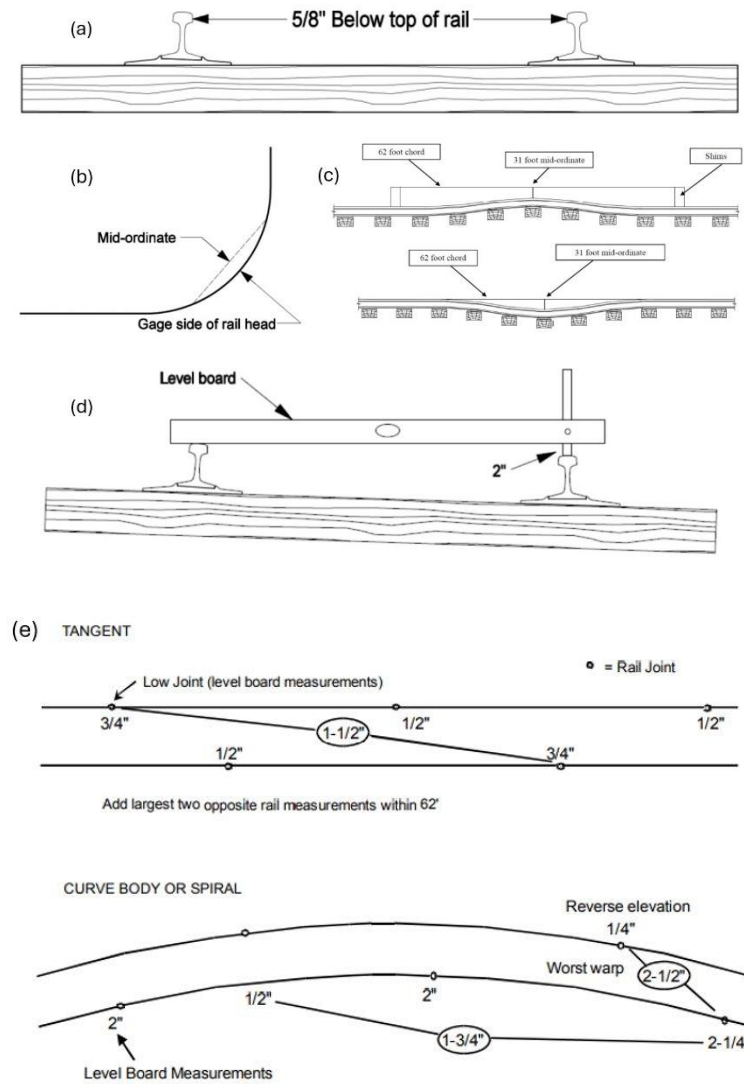 (a)
5/8" Below top of rail
(b)
Mid-ordinate
Gage side of rail head
(c)
62 foot chord
31 foot mid-ordinate
Shims
62 foot chord
31 foot mid-ordinate
(d)
Level board
2"
(e) TANGENT
= Rail Joint
Low Joint (level board measurements)
3/4"
1/2"
1/2"
1-1/2"
1/2"
3/4"
Add largest two opposite rail measurements within 62'
CURVE BODY OR SPIRAL
Reverse elevation
1/4"
Worst warp
2-1/2"
2"
1/2"
2"
1-3/4"
2-1/4
Level Board Measurements